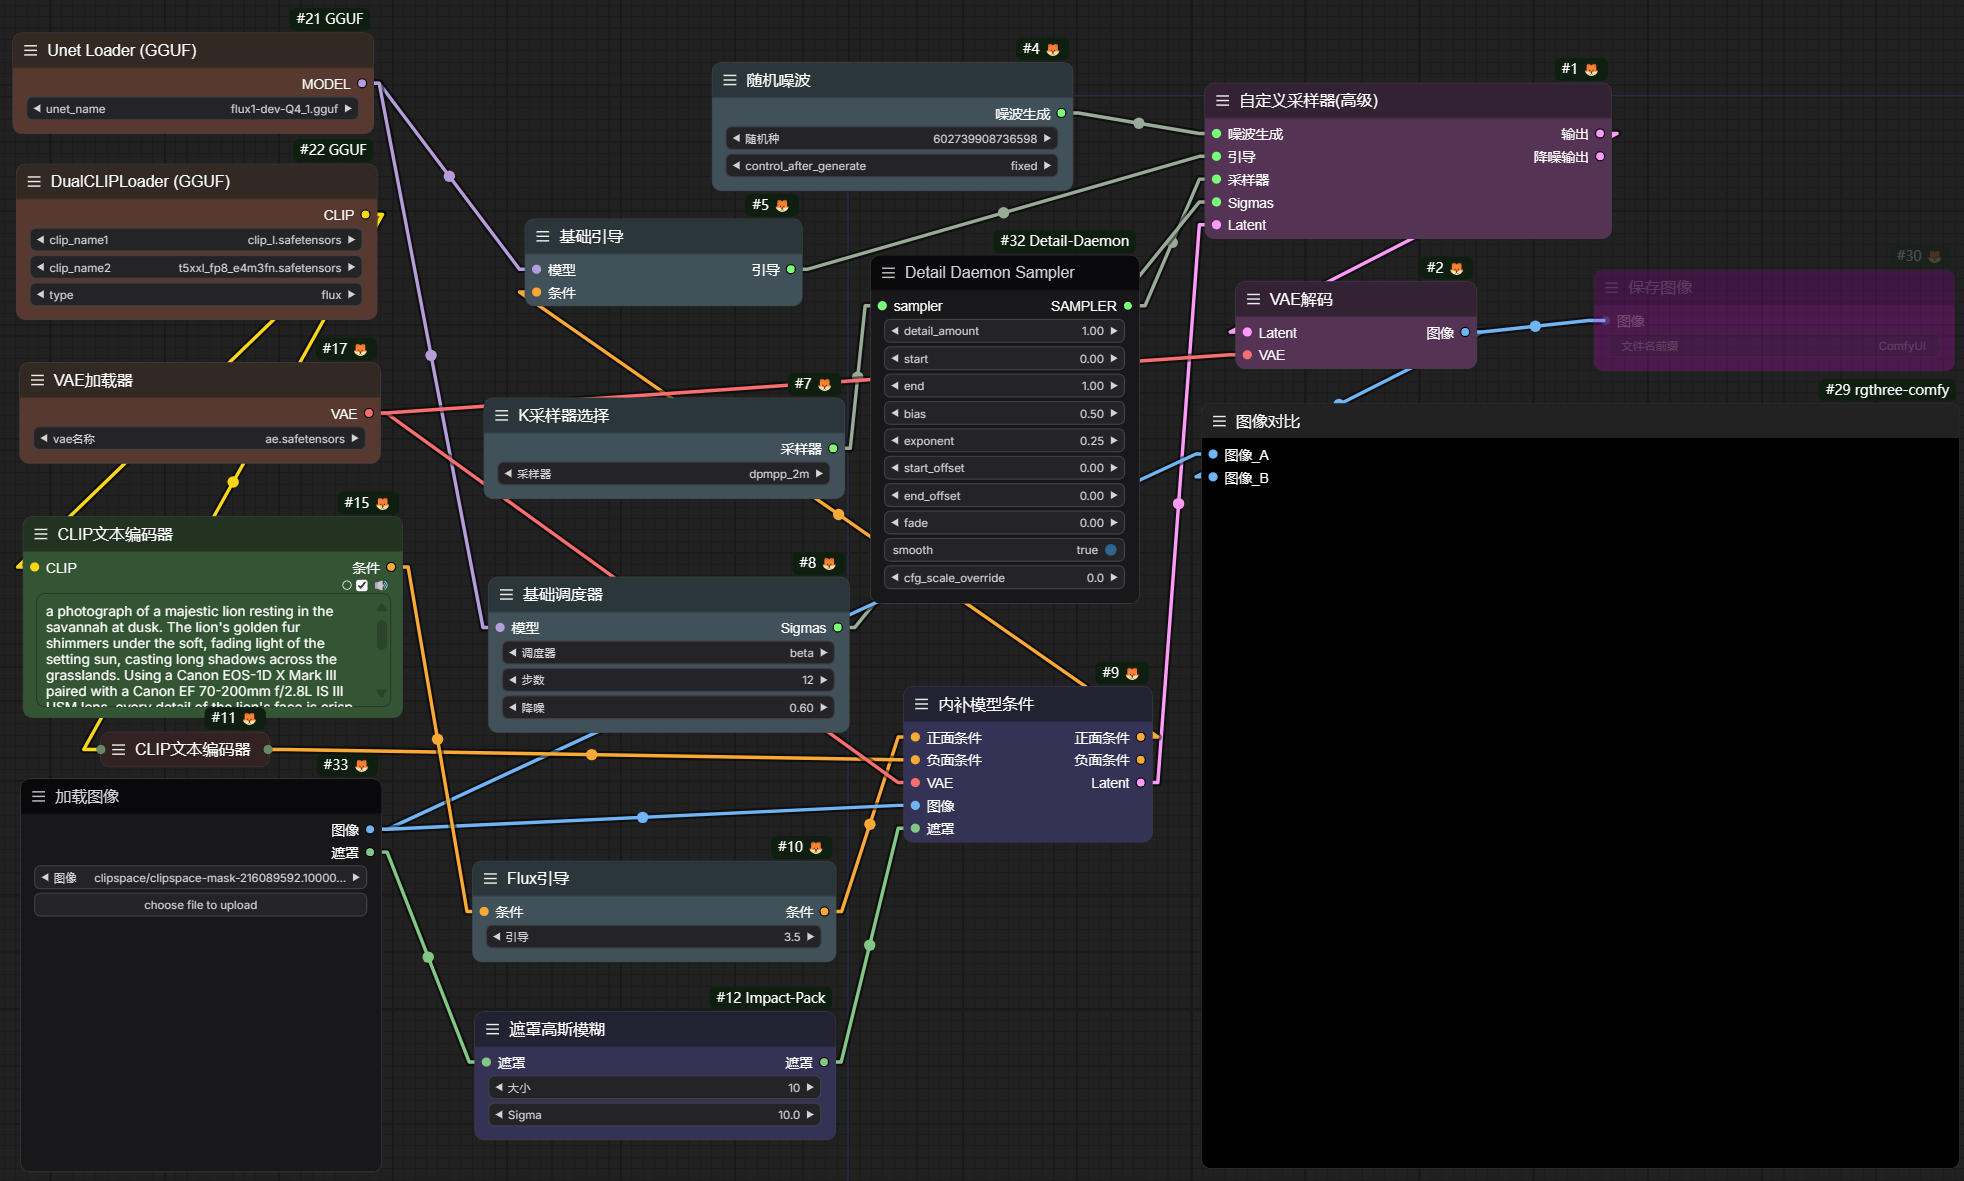 #21 GGUF
Unet Loader (GGUF)
MODEL
unet_name flux1-dev-Q4_1.gguf
#22 GGUF
DualCLIPLoader (GGUF)
CLIP
clip_name1 clip_l.safetensors
clip_name2 t5xxl_fp8_e4m3fn.safetensors
type flux
#17
VAE加载器
VAE
vae名称 ae.safetensors
#15
CLIP文本编码器
CLIP 条件
a photograph of a majestic lion resting in the
savannah at dusk. The lion's golden fur
shimmers under the soft, fading light of the
setting sun, casting long shadows across the
grasslands. Using a Canon EOS-1D X Mark III
paired with a Canon EF 70-200mm f/2.8L IS III
USM lens, every detail of the lion's face is crisp
#11
CLIP文本编码器
#33
加载图像
图像
遮罩
图像 clipspace/clipspace-mask-216089592.10000...
choose file to upload
#4
随机噪波
噪波生成
随机种 602739908736598
control_after_generate fixed
#5
基础引导
模型 引导
条件
#7
K采样器选择
采样器
采样器 dpmpp_2m
#8
基础调度器
模型 Sigmas
调度器 beta
步数 12
降噪 0.60
#10
Flux引导
条件 条件
引导 3.5
#12 Impact-Pack
遮罩高斯模糊
遮罩 遮罩
大小 10
Sigma 10.0
#32 Detail-Daemon
Detail Daemon Sampler
sampler SAMPLER
detail_amount 1.00
start 0.00
end 1.00
bias 0.50
exponent 0.25
start_offset 0.00
end_offset 0.00
fade 0.00
smooth true
cfg_scale_override 0.0
#9
内补模型条件
正面条件 正面条件
负面条件 负面条件
VAE Latent
图像
遮罩
#1
自定义采样器(高级)
噪波生成 输出
引导 降噪输出
采样器
Sigmas
Latent
#2
VAE解码
Latent 图像
VAE
#30
保存图像
图像
文件名前缀 ComfyUI
#29 rgthree-comfy
图像对比
图像_A
图像_B